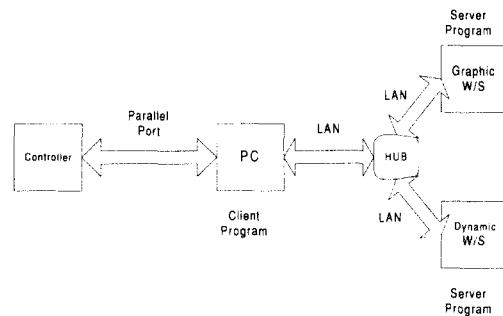 Server
Program
Graphic
W/S
LAN
Parallel
Port
LAN
Controller
PC
HUB
Client
Program
LAN
Dynamic
W/S
Server
Program